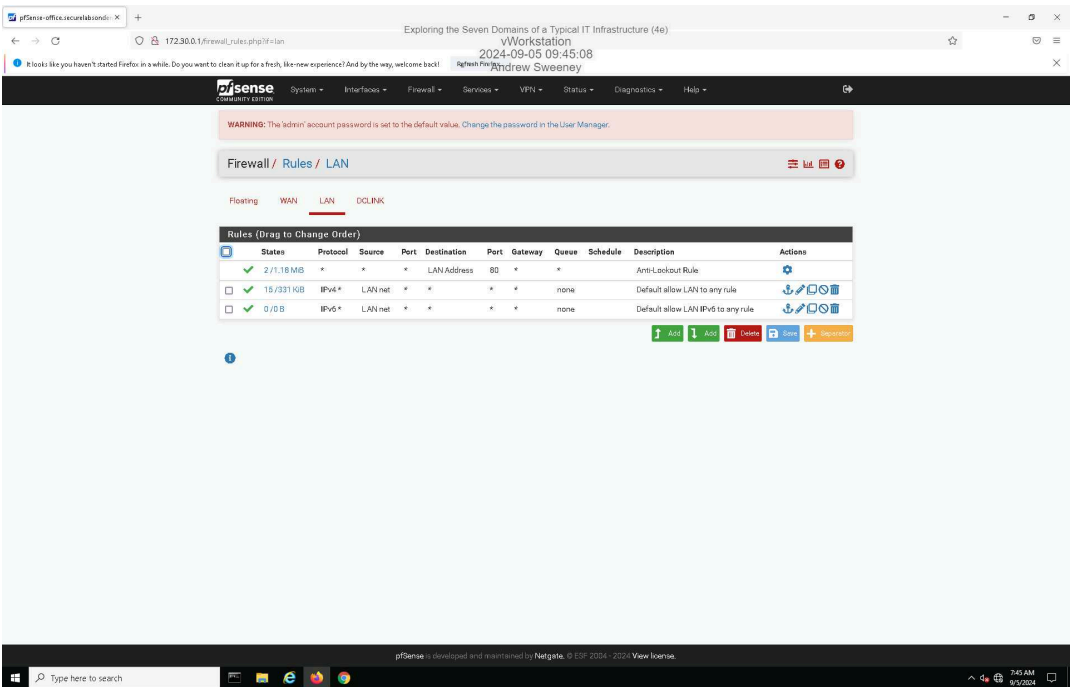 pfSense-office.securelabsonde
Exploring the Seven Domains of a Typical IT Infrastructure (4e)
172.30.0.1/firewall_rules.php?if=lan
vWorkstation
2024-09-05 09:45:08
It looks like you haven't started Firefox in a while. Do you want to clean it up for a fresh, like-new experience? And by the way, welcome back!
Refresh Firefox
Andrew Sweeney
pfsense
COMMUNITY EDITION
System Interfaces Firewall Services VPN Status Diagnostics Help
WARNING: The 'admin' account password is set to the default value. Change the password in the User Manager.
Firewall / Rules / LAN
Floating WAN LAN DCLINK
Rules (Drag to Change Order)
States Protocol Source Port Destination Port Gateway Queue Schedule Description Actions
2 /1.18 MiB * * * LAN Address 80 * * Anti-Lockout Rule
15 /331 KiB IPv4 * LAN net * * * * none Default allow LAN to any rule
0 /0 B IPv6 * LAN net * * * * none Default allow LAN IPv6 to any rule
Add Add Delete Save Separator
pfSense is developed and maintained by Netgate. © ESF 2004 - 2024 View license.
Type here to search
7:45 AM
9/5/2024